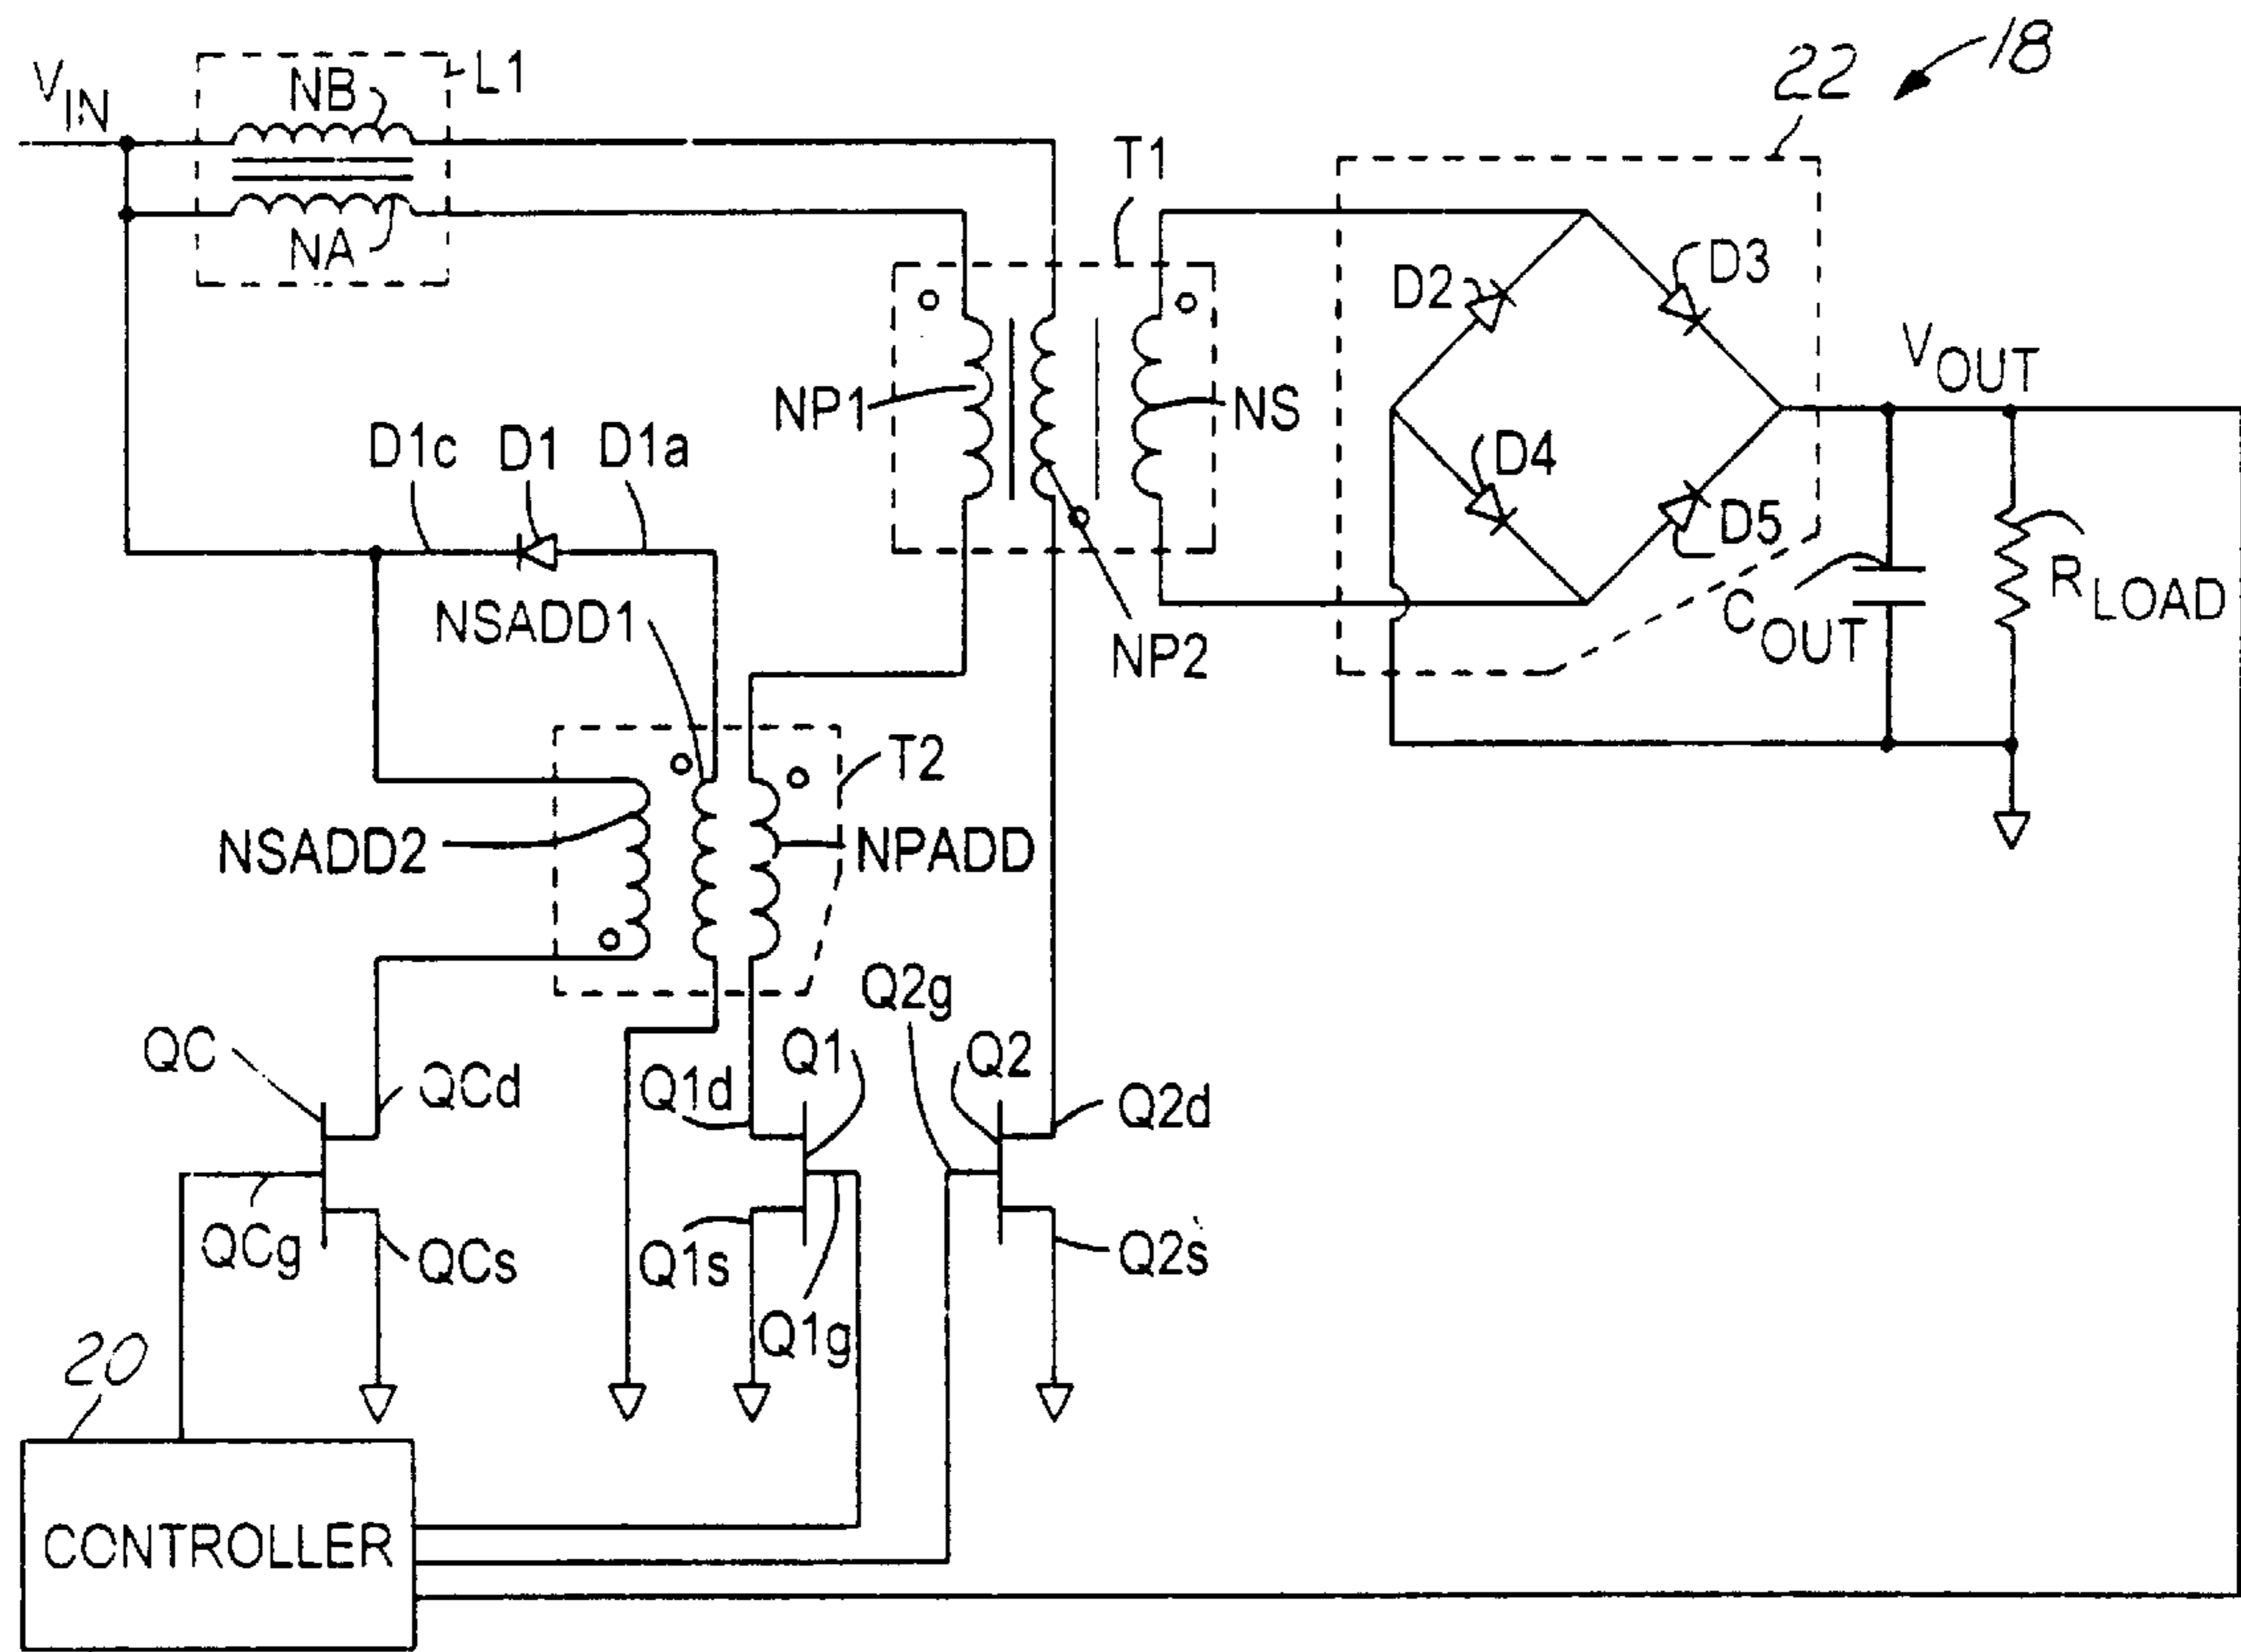 18
22
VIN
NB
L1
NA
T1
D2
D3
VOUT
NP1
NS
D1c
D1
D1a
D4
D5
NSADD1
COUT
RLOAD
NP2
T2
NSADD2
NPADD
Q2g
QC
QCd
Q1d
Q1
Q2
Q2d
QCg
QCs
Q1s
Q2s
Q1g
20
CONTROLLER